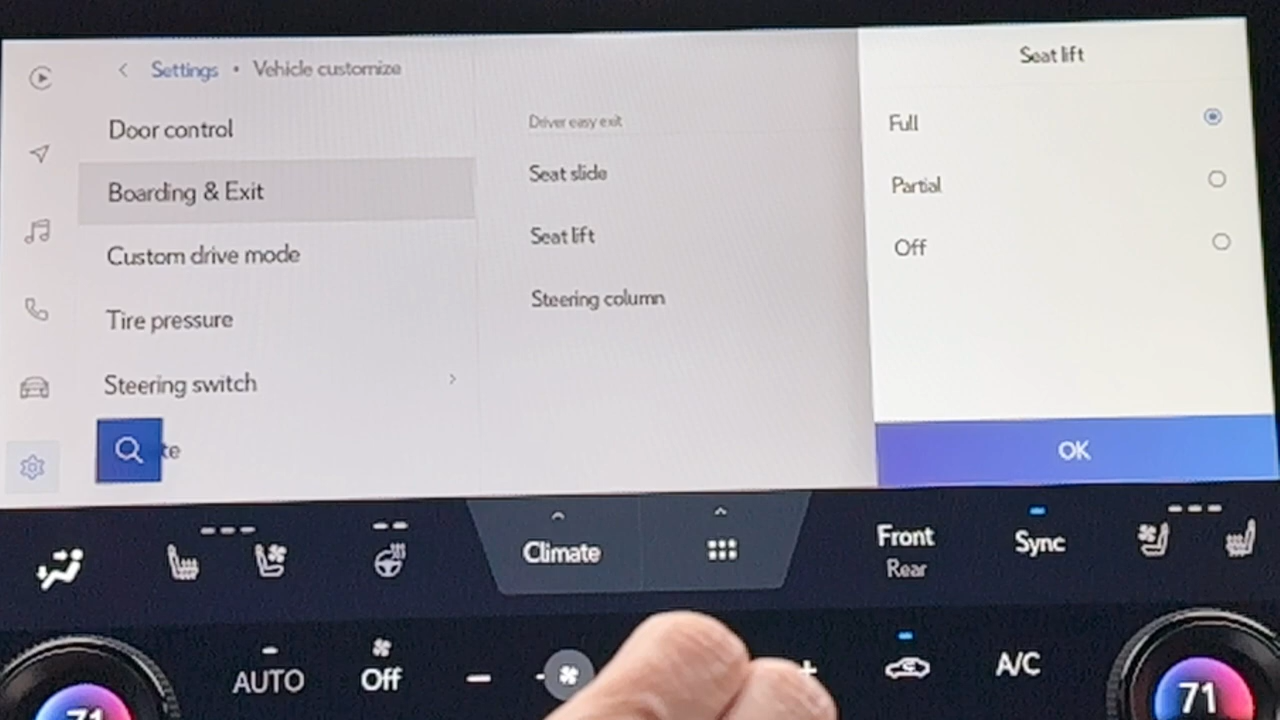 Settings • Vehicle customize
Door control
Boarding & Exit
Custom drive mode
Tire pressure
Steering switch
Driver easy exit
Seat slide
Seat lift
Steering column
Seat lift
Full
Partial
Off
OK
Climate
Front
Rear
Sync
AUTO
Off
A/C
71
71